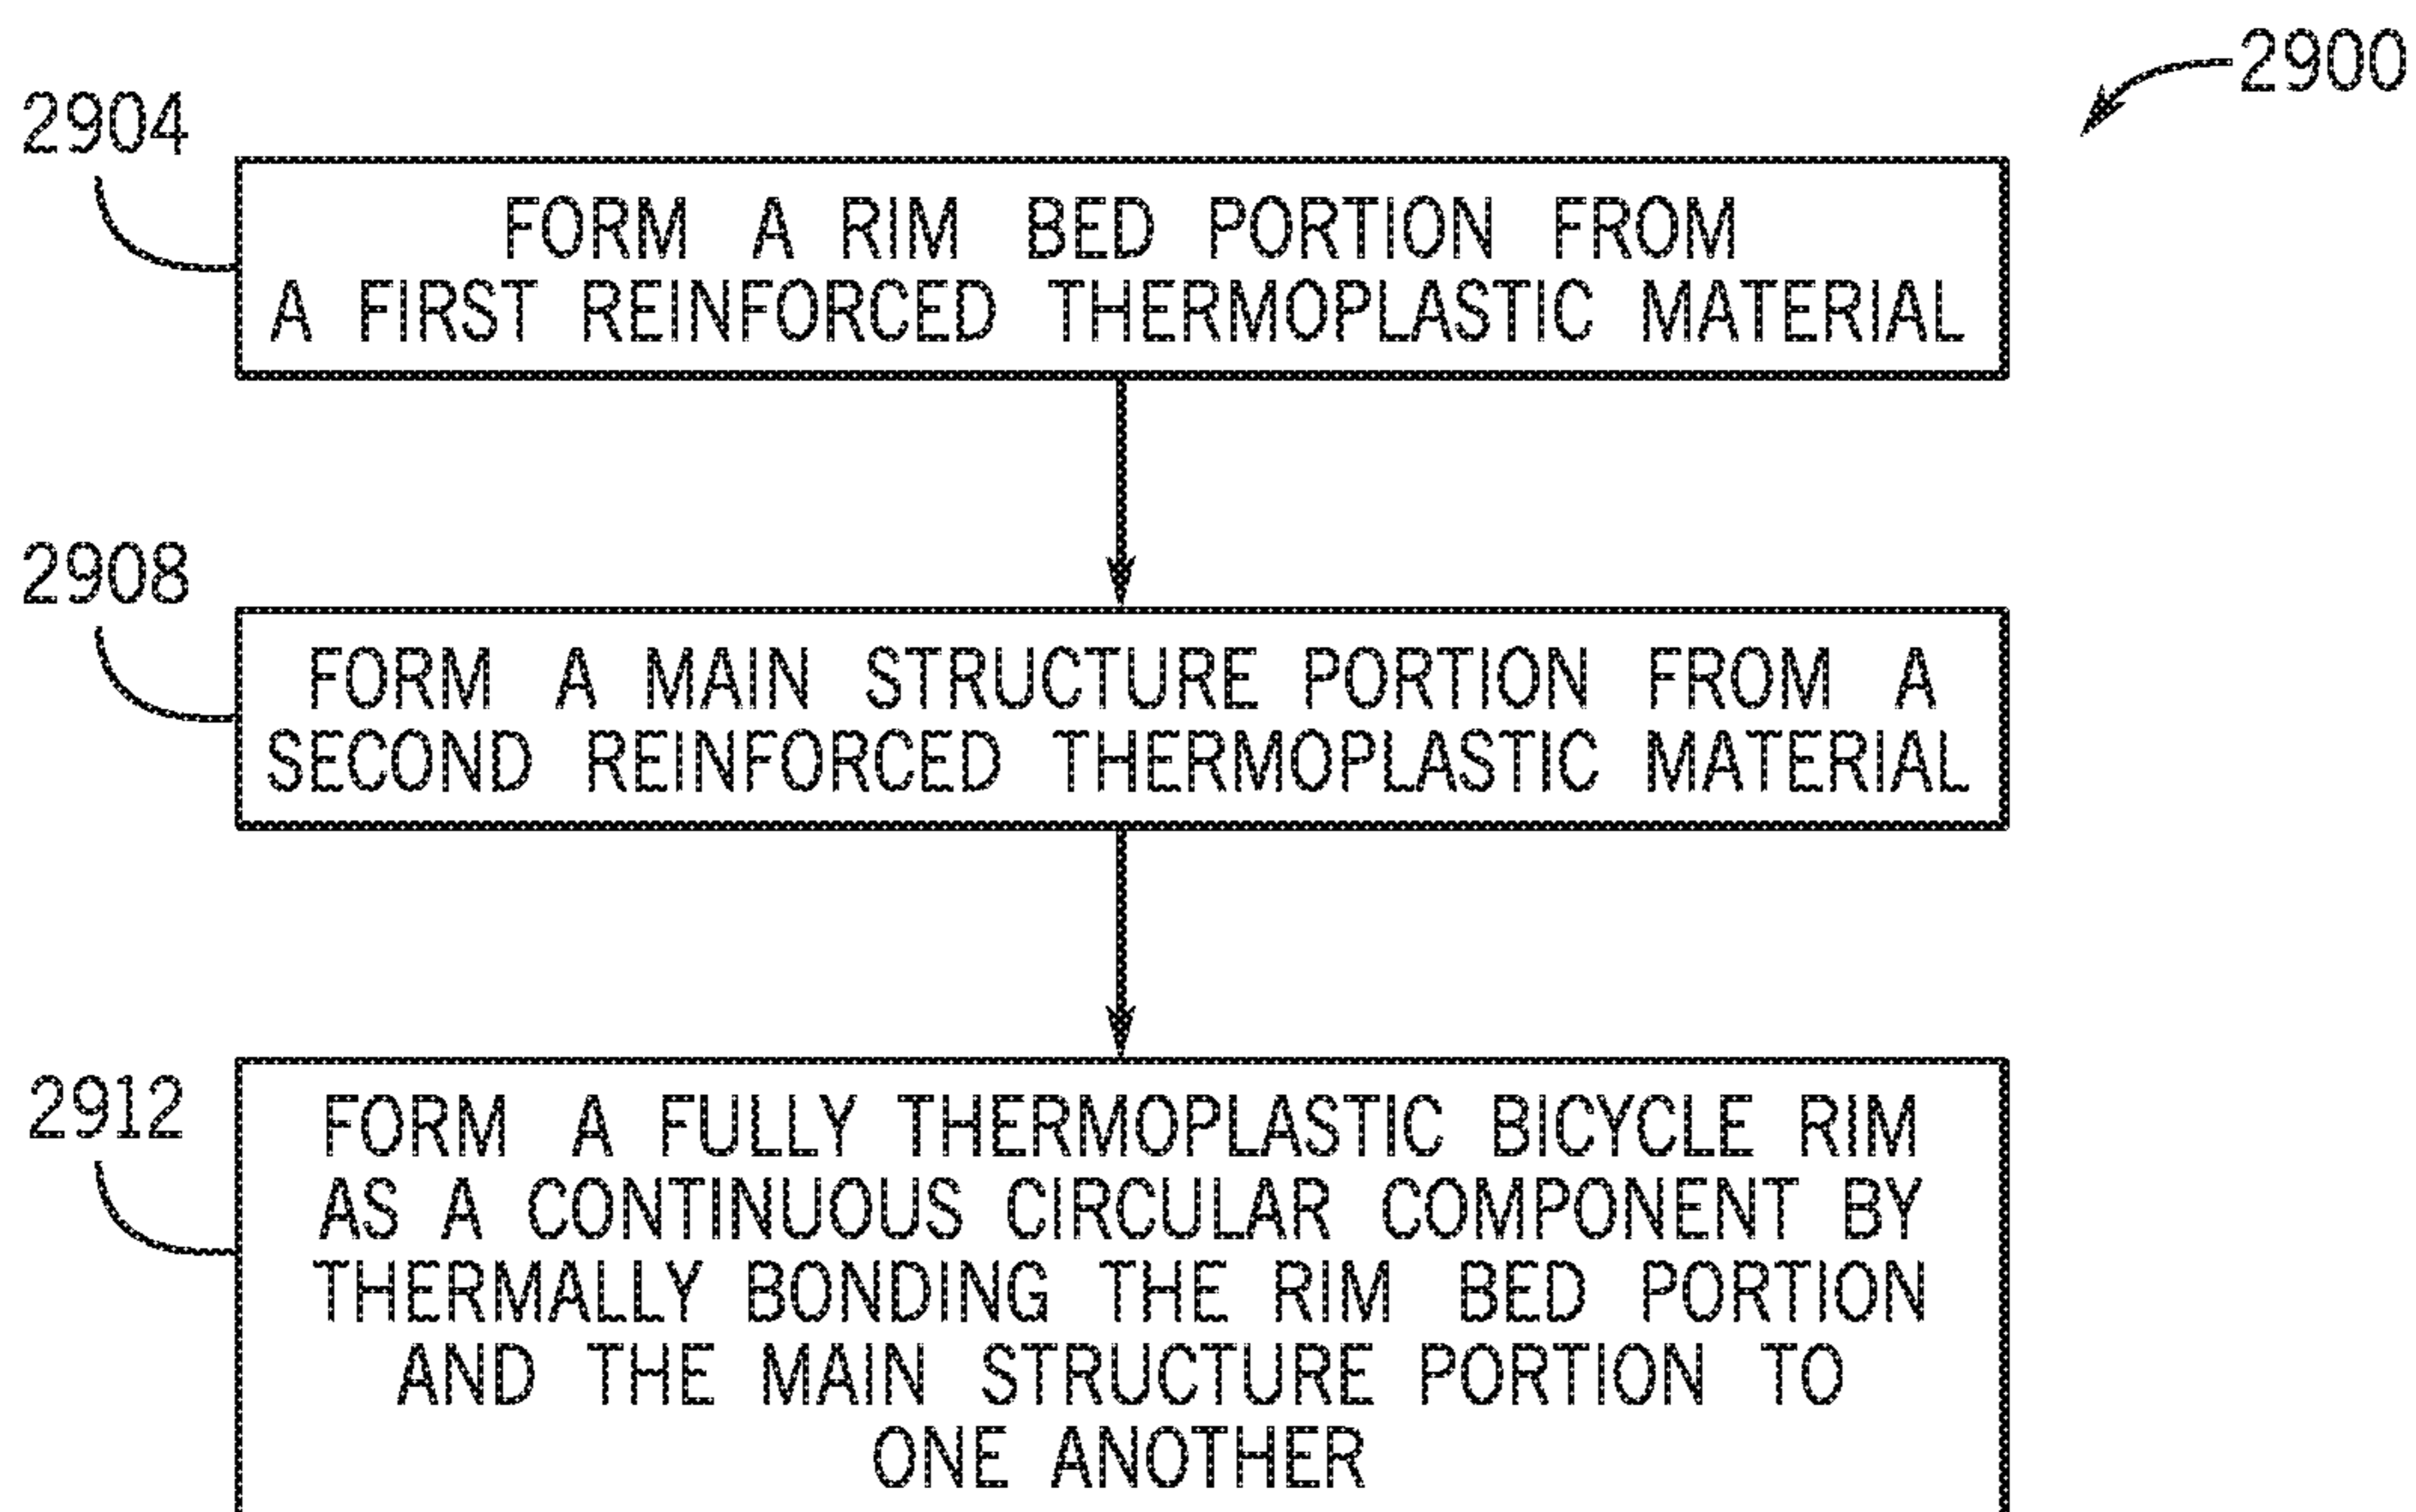 2900
2904
FORM A RIM BED PORTION FROM
A FIRST REINFORCED THERMOPLASTIC MATERIAL
2908
FORM A MAIN STRUCTURE PORTION FROM A
SECOND REINFORCED THERMOPLASTIC MATERIAL
2912
FORM A FULLY THERMOPLASTIC BICYCLE RIM
AS A CONTINUOUS CIRCULAR COMPONENT BY
THERMALLY BONDING THE RIM BED PORTION
AND THE MAIN STRUCTURE PORTION TO
ONE ANOTHER